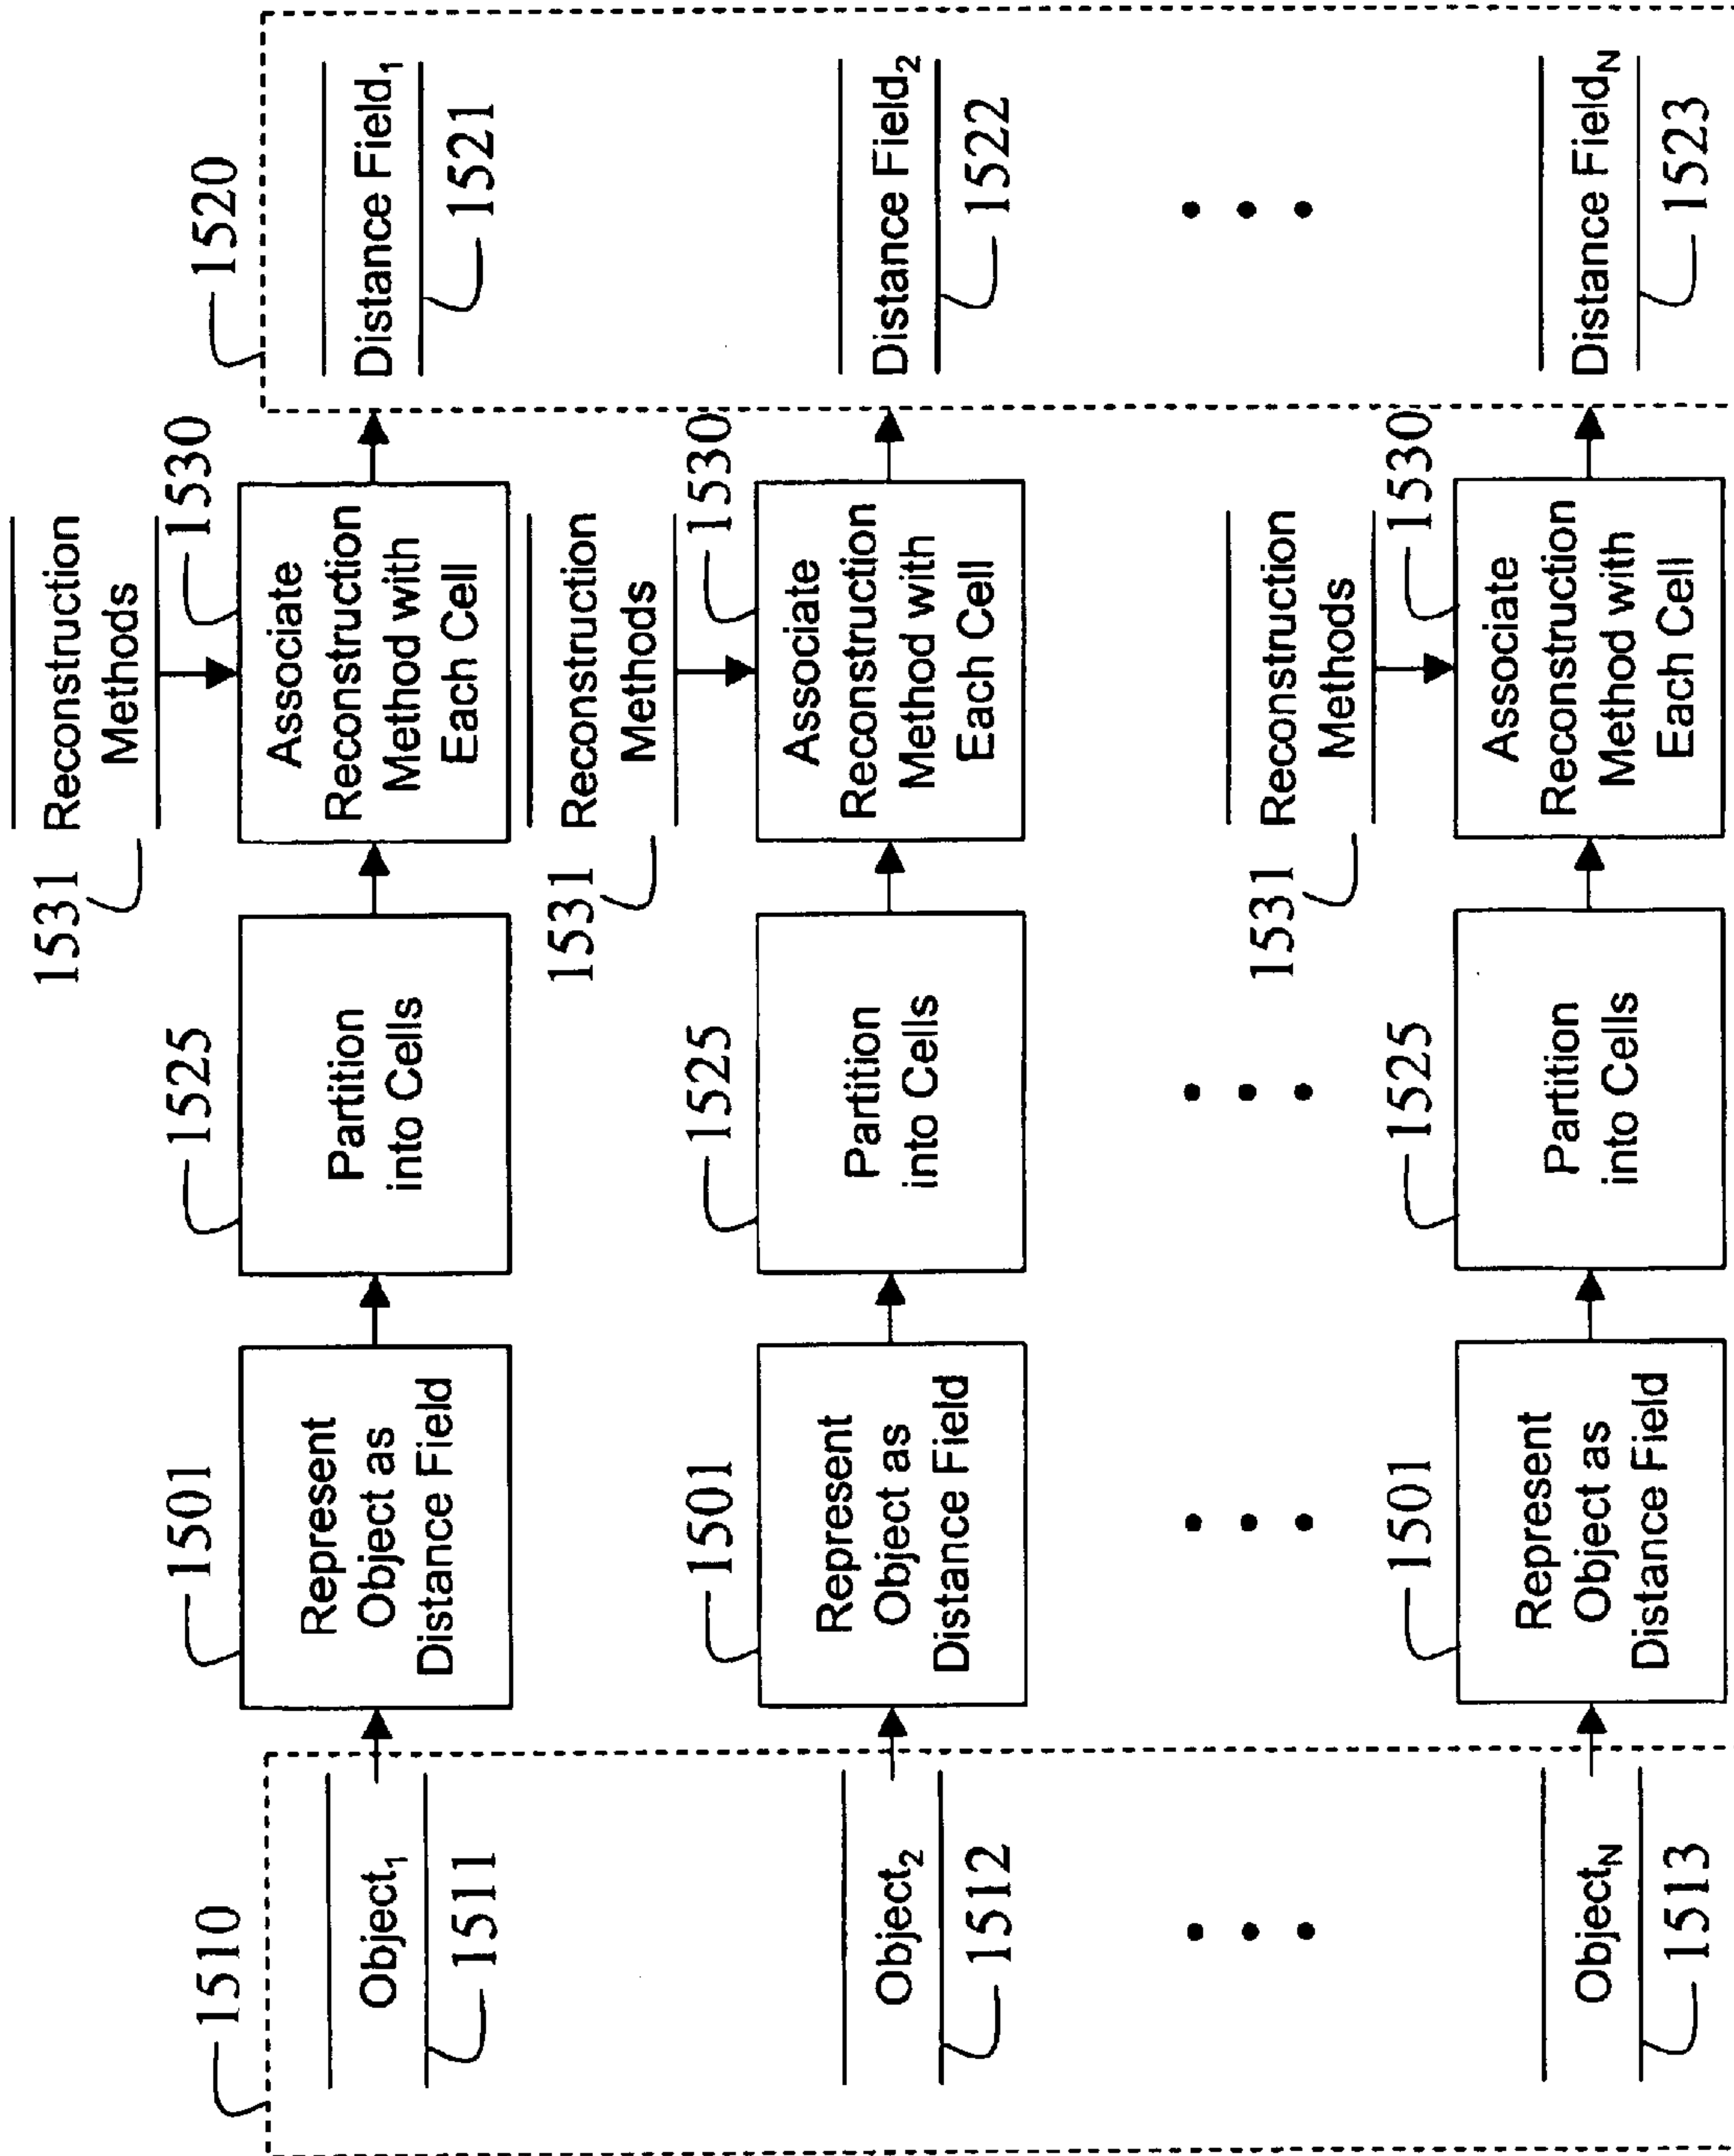 1510
1520
1531
Reconstruction
Methods
1501
1525
1530
Object₁
1511
Represent
Object as
Distance Field
Partition
into Cells
Associate
Reconstruction
Method with
Each Cell
Distance Field₁
1521
1531
Reconstruction
Methods
1501
1525
1530
Object₂
1512
Represent
Object as
Distance Field
Partition
into Cells
Associate
Reconstruction
Method with
Each Cell
Distance Field₂
1522
1531
Reconstruction
Methods
1501
1525
1530
Object_N
1513
Represent
Object as
Distance Field
Partition
into Cells
Associate
Reconstruction
Method with
Each Cell
Distance Field_N
1523